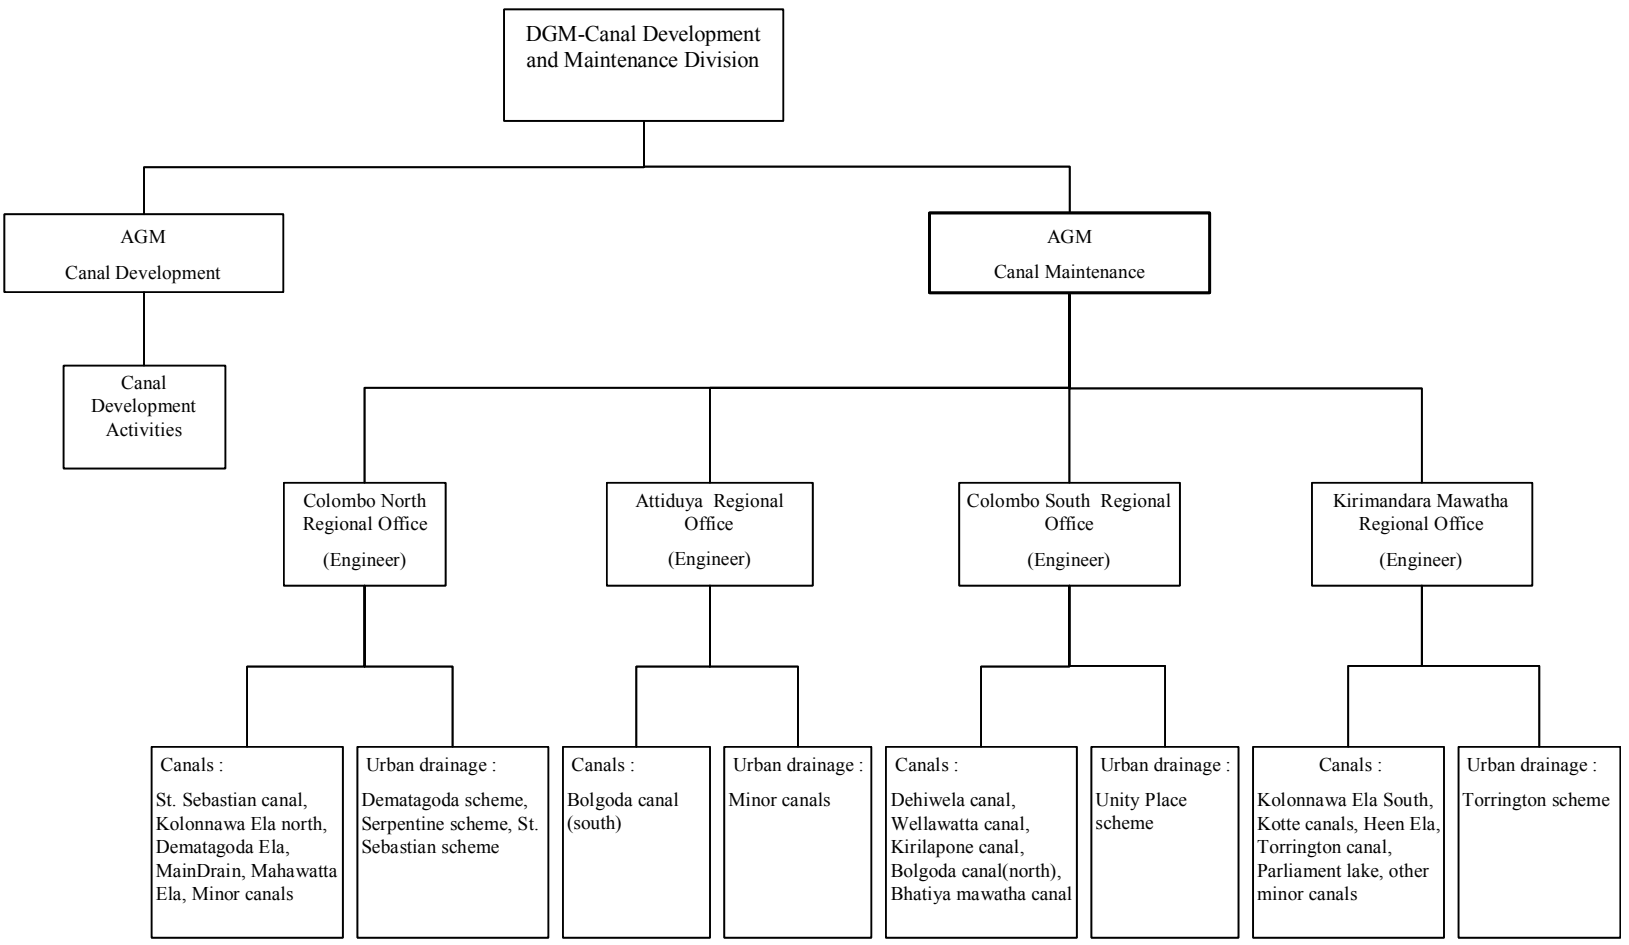 DGM-Canal Development
and Maintenance Division
AGM
Canal Development
AGM
Canal Maintenance
Canal
Development
Activities
Colombo North
Regional Office
(Engineer)
Attiduya  Regional
Office
(Engineer)
Colombo South  Regional
Office
(Engineer)
Kirimandara Mawatha
Regional Office
(Engineer)
Canals :
St. Sebastian canal,
Kolonnawa Ela north,
Dematagoda Ela,
MainDrain, Mahawatta
Ela, Minor canals
Urban drainage :
Dematagoda scheme,
Serpentine scheme, St.
Sebastian scheme
Canals :
Bolgoda canal
(south)
Urban drainage :
Minor canals
Canals :
Dehiwela canal,
Wellawatta canal,
Kirilapone canal,
Bolgoda canal(north),
Bhatiya mawatha canal
Urban drainage :
Unity Place
scheme
Canals :
Kolonnawa Ela South,
Kotte canals, Heen Ela,
Torrington canal,
Parliament lake, other
minor canals
Urban drainage :
Torrington scheme